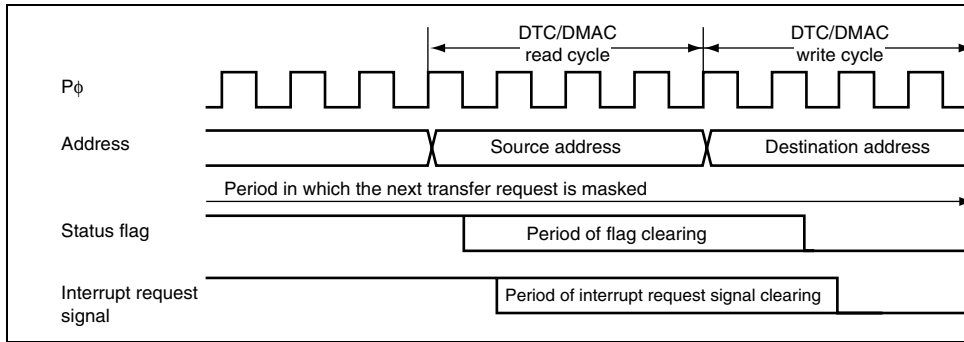 DTC/DMAC
read cycle
DTC/DMAC
write cycle
Pϕ
Address
Source address
Destination address
Period in which the next transfer request is masked
Status flag
Period of flag clearing
Interrupt request
signal
Period of interrupt request signal clearing